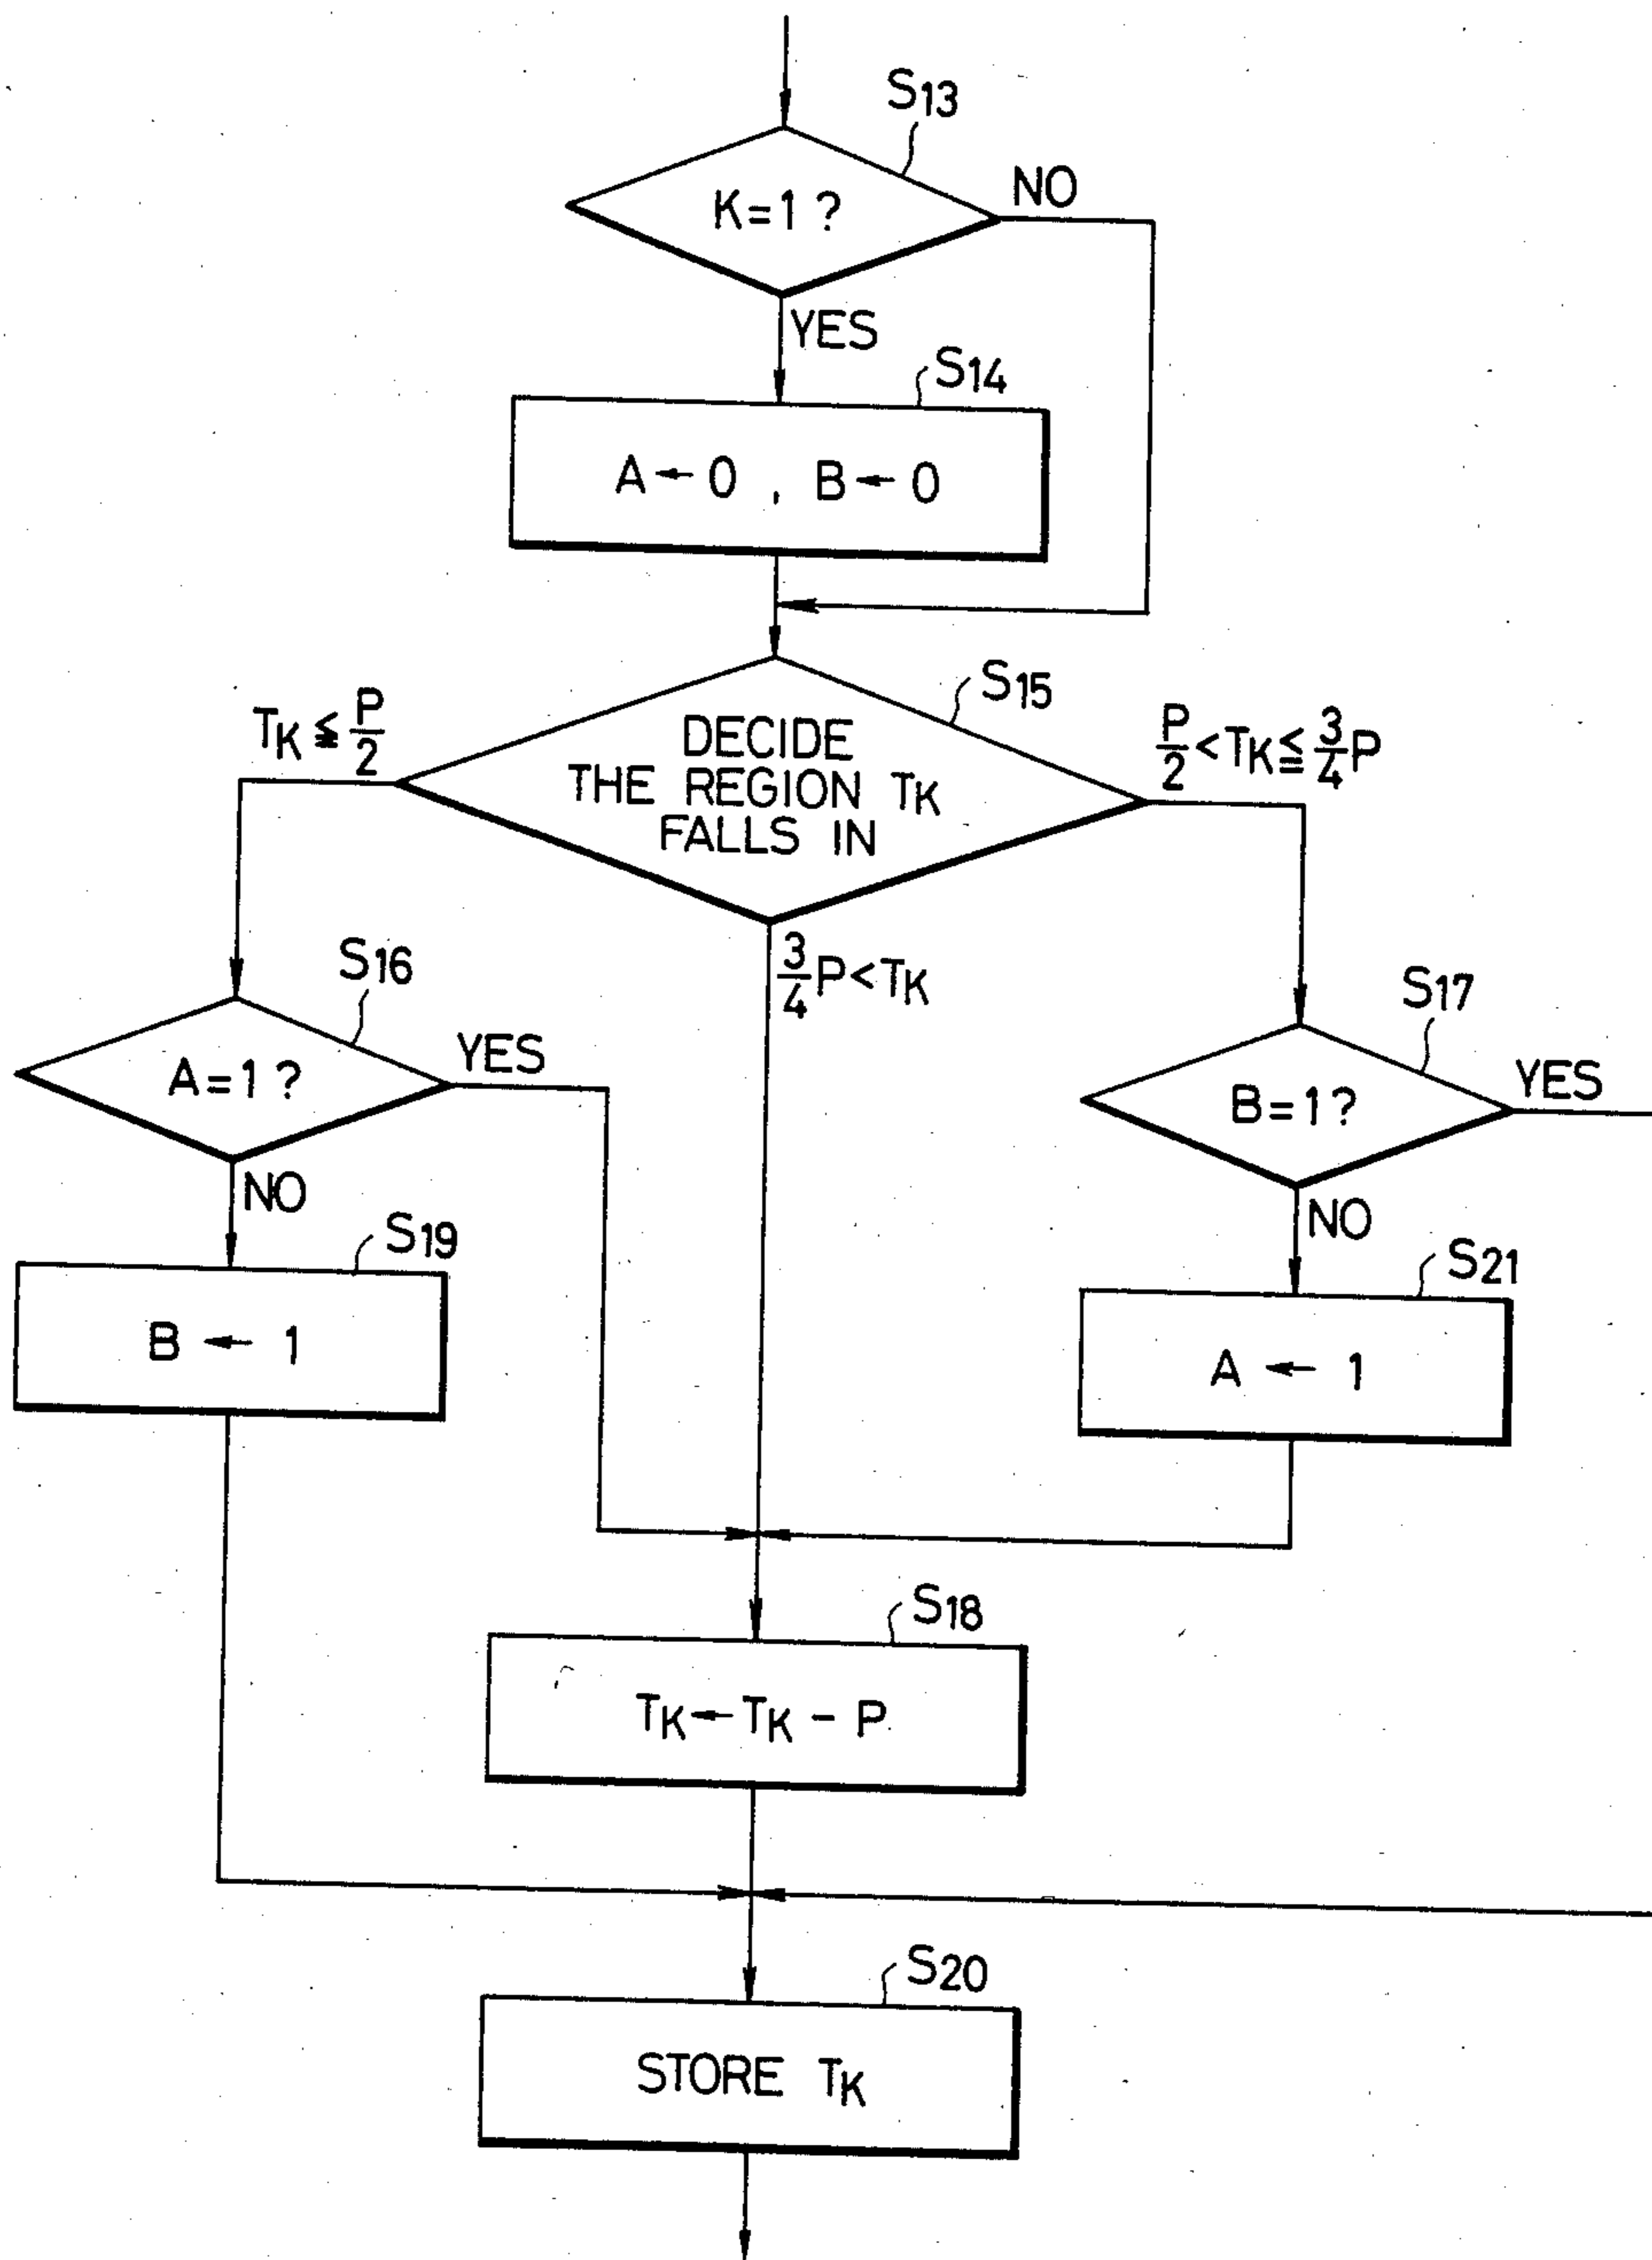 S13
K=1?
NO
YES
S14
A←0 , B←0
S15
TK≦P/2
DECIDE
THE REGION TK
FALLS IN
P/2<TK≦3/4P
3/4P<TK
S16
A=1?
YES
NO
S17
B=1?
YES
NO
S19
B ← 1
S21
A ← 1
S18
TK←TK - P
S20
STORE TK